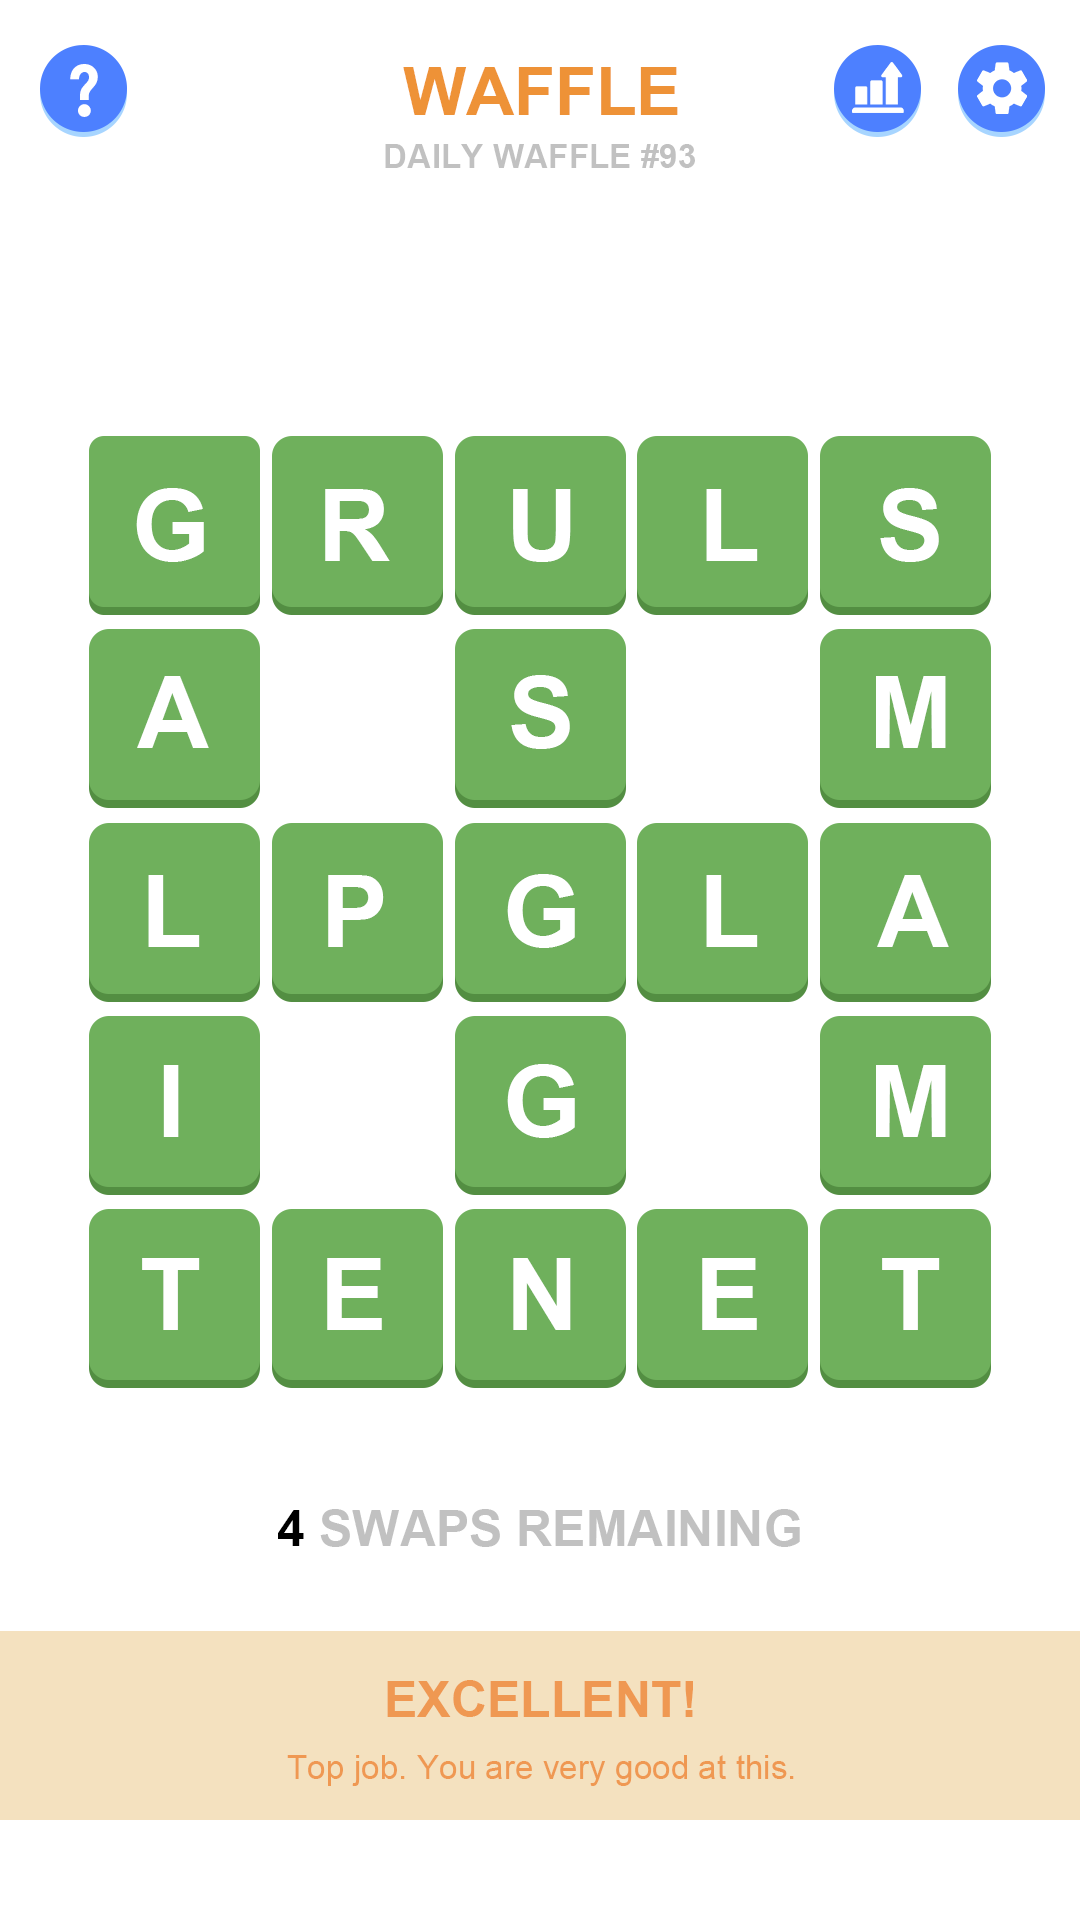 ?
WAFFLE
DAILY WAFFLE #93
G R U L S
A S M
L P G L A
I G M
T E N E T
4 SWAPS REMAINING
EXCELLENT!
Top job. You are very good at this.